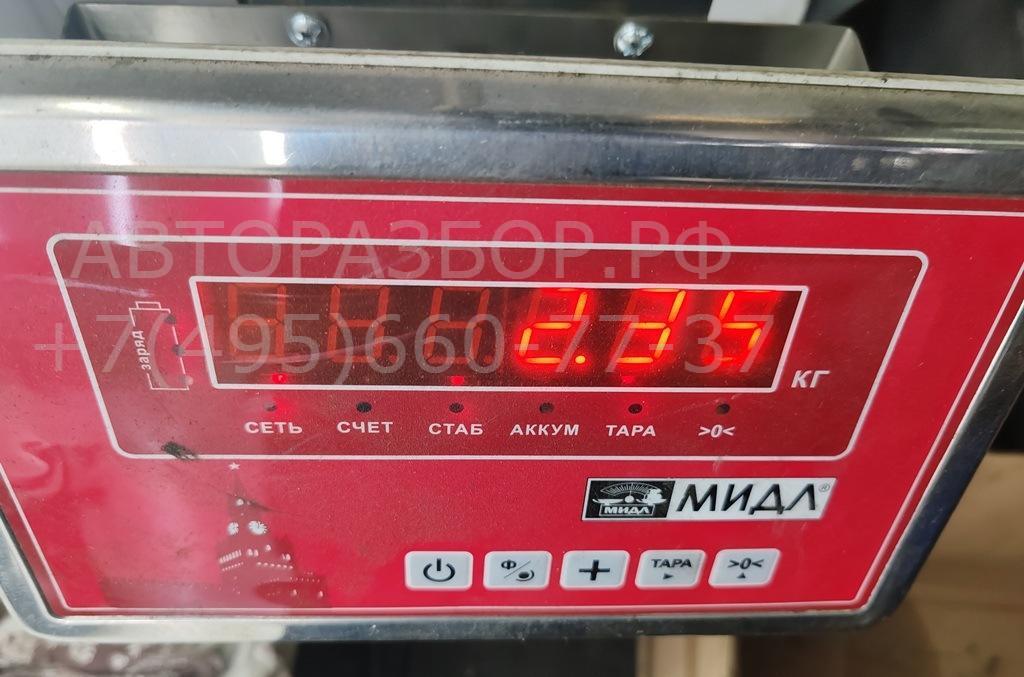 АВТОРАЗБОР.РФ
+7(495)660-77-37
заряд
2.35
КГ
СЕТЬ СЧЕТ СТАБ АККУМ ТАРА >0<
МИДЛ МИДЛ®
Ф ТАРА >0<